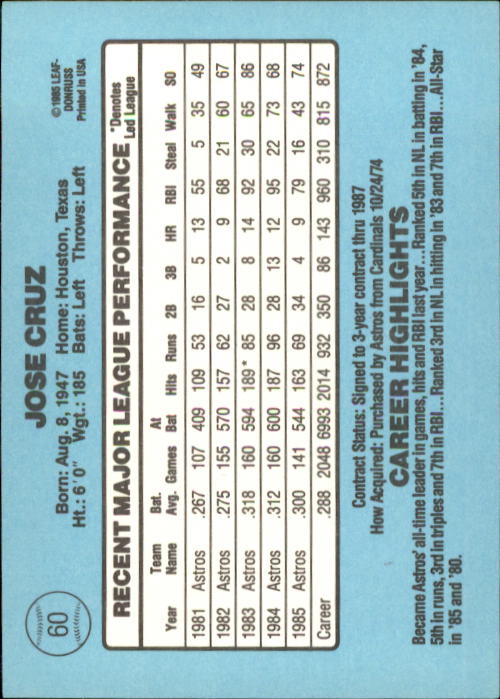 60
JOSE CRUZ
©1985 LEAF-
DONRUSS
Printed in USA
Born: Aug. 8, 1947 Home: Houston, Texas
Ht.: 6'0" Wgt.: 185 Bats: Left Throws: Left
RECENT MAJOR LEAGUE PERFORMANCE *Denotes Led League
Year Team Name Bat. Avg. Games At Bat Hits Runs 2B 3B HR RBI Steal Walk SO
1981 Astros .267 107 409 109 53 16 5 13 55 5 35 49
1982 Astros .275 155 570 157 62 27 2 9 68 21 60 67
1983 Astros .318 160 594 189* 85 28 8 14 92 30 65 86
1984 Astros .312 160 600 187 96 28 13 12 95 22 73 68
1985 Astros .300 141 544 163 69 34 4 9 79 16 43 74
Career .288 2048 6993 2014 932 350 86 143 960 310 815 872
Contract Status: Signed to 3-year contract thru 1987
How Acquired: Purchased by Astros from Cardinals 10/24/74
CAREER HIGHLIGHTS
Became Astros' all-time leader in games, hits and RBI last year...Ranked 5th in NL in batting in '84,
5th in runs, 3rd in triples and 7th in RBI...Ranked 3rd in NL in hitting in '83 and 7th in RBI...All-Star
in '85 and '80.